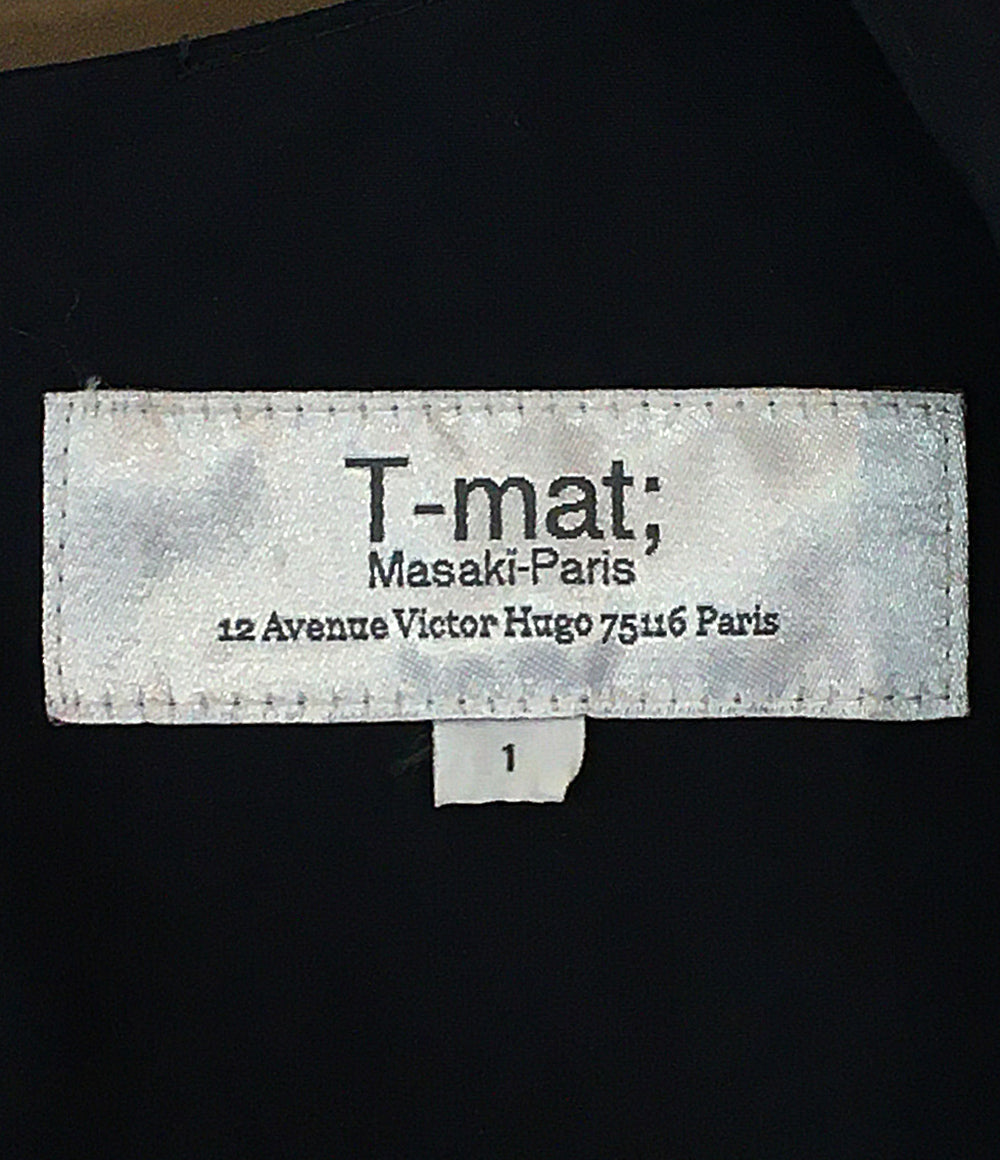 T-mat;
Masaki-Paris
12 Avenue Victor Hugo 75116 Paris
1